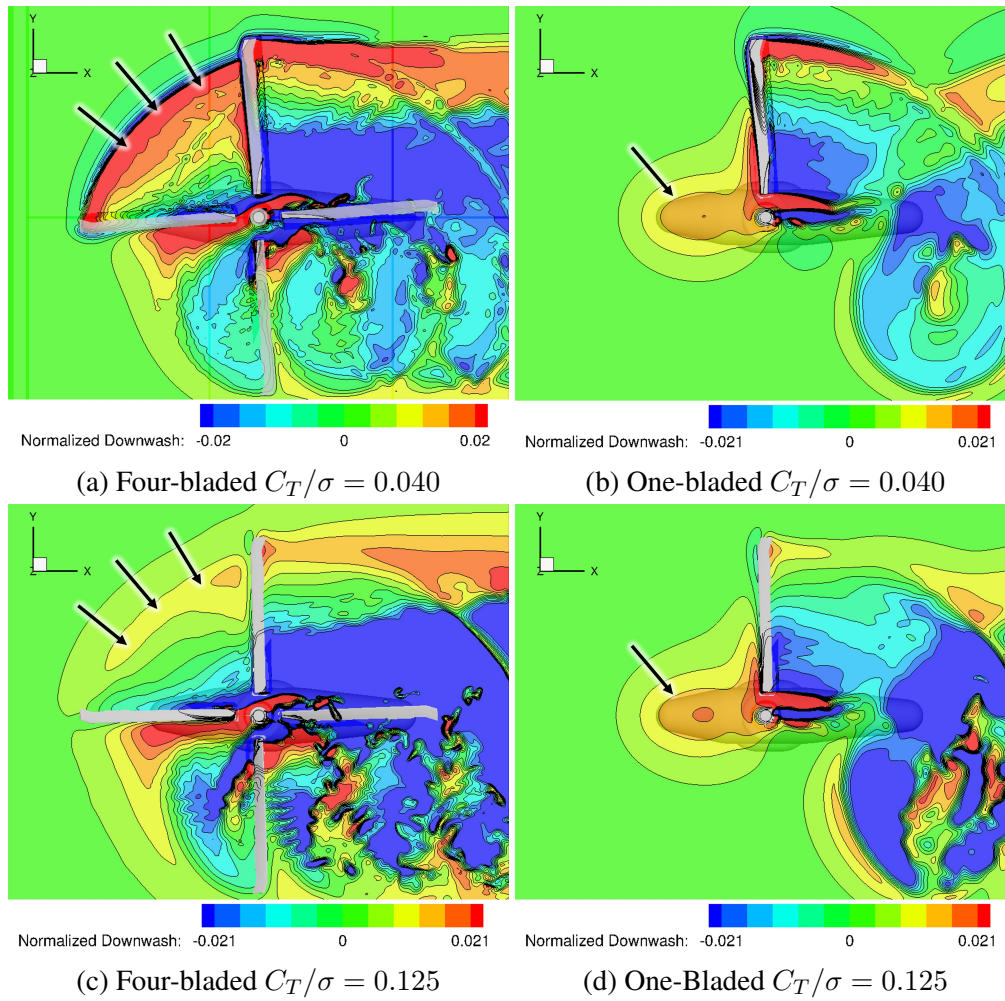 Y
Z X
Normalized Downwash: -0.02 0 0.02
(a) Four-bladed $C_T/\sigma = 0.040$
Y
Z X
Normalized Downwash: -0.021 0 0.021
(b) One-bladed $C_T/\sigma = 0.040$
Y
Z X
Normalized Downwash: -0.021 0 0.021
(c) Four-bladed $C_T/\sigma = 0.125$
Y
Z X
Normalized Downwash: -0.021 0 0.021
(d) One-Bladed $C_T/\sigma = 0.125$